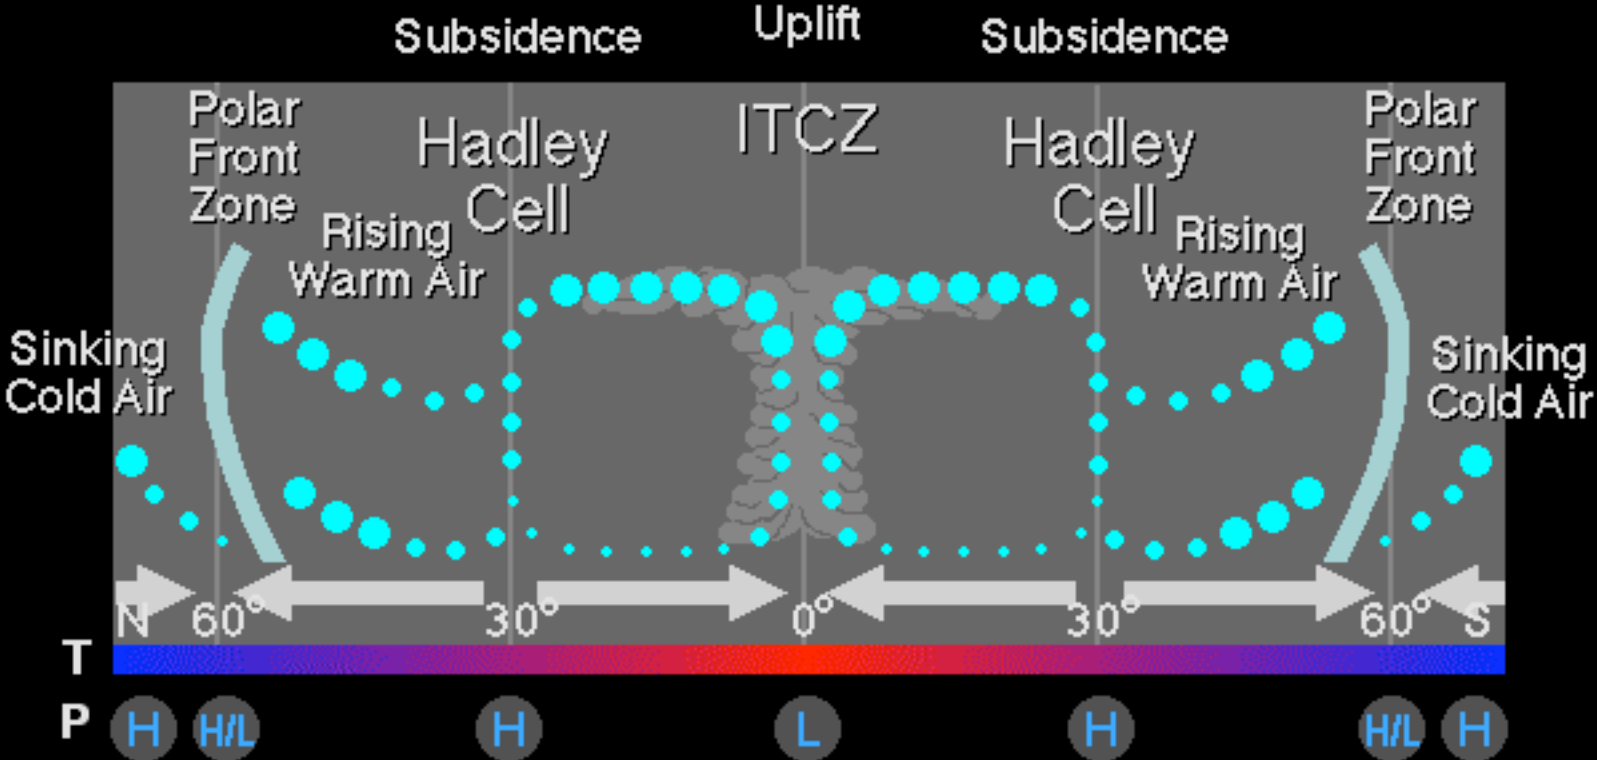 Subsidence
Uplift
Subsidence
Polar
Front
Zone
Hadley
Cell
ITCZ
Hadley
Cell
Polar
Front
Zone
Rising
Warm Air
Rising
Warm Air
Sinking
Cold Air
Sinking
Cold Air
N 60° 30° 0° 30° 60° S
T
P H H/L H L H H/L H